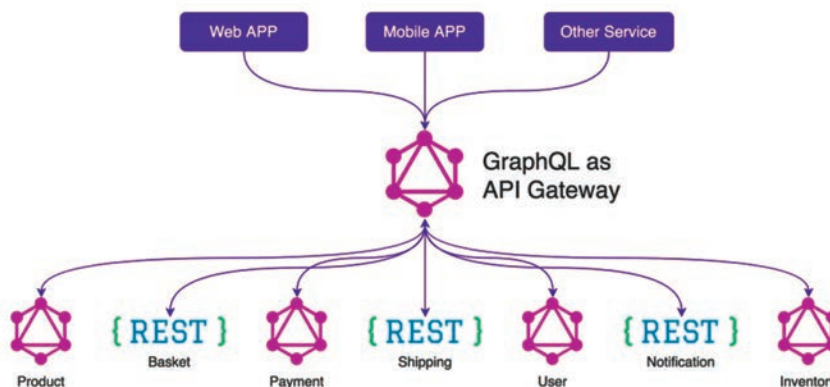 Web APP
Mobile APP
Other Service
GraphQL as
API Gateway
{ REST }
{ REST }
{ REST }
Product
Basket
Payment
Shipping
User
Notification
Inventor